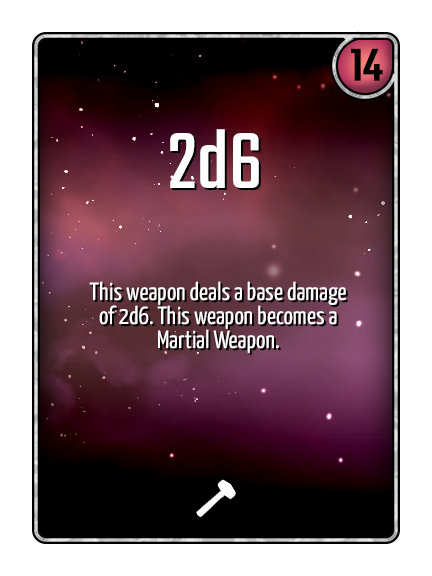 14
2d6
This weapon deals a base damage
of 2d6. This weapon becomes a
Martial Weapon.